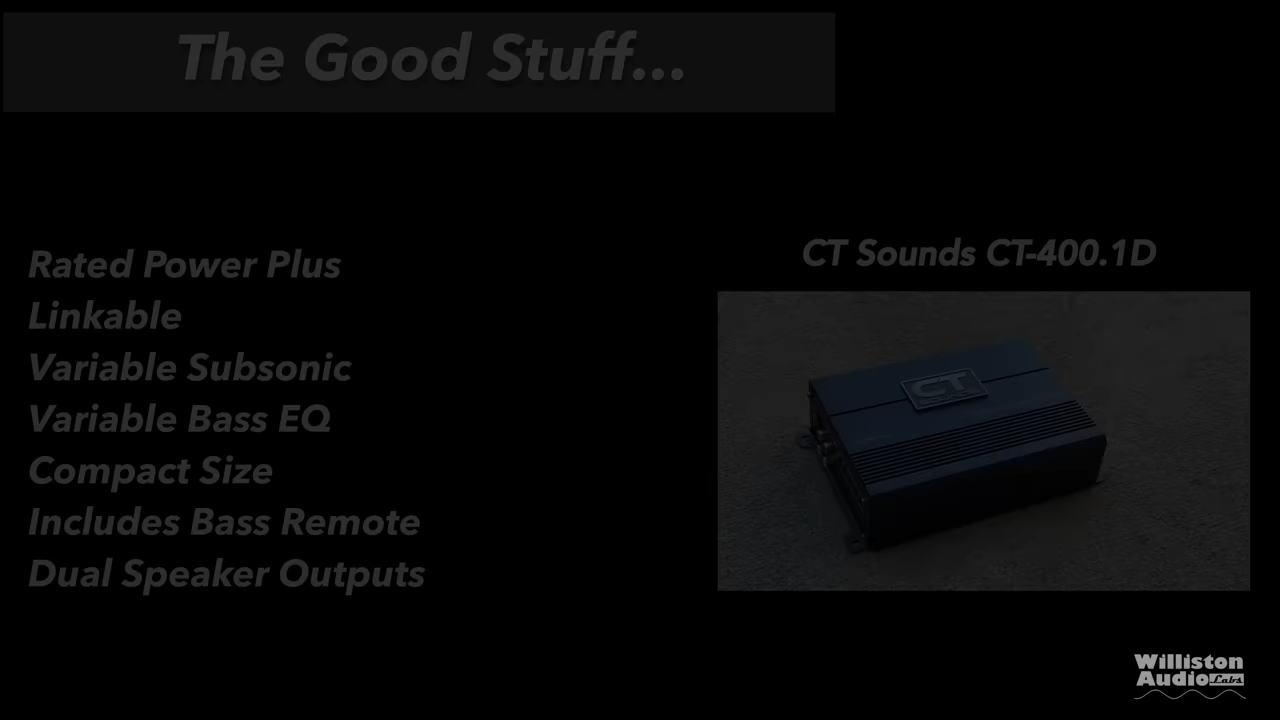 The Good Stuff...
Rated Power Plus
Linkable
Variable Subsonic
Variable Bass EQ
Compact Size
Includes Bass Remote
Dual Speaker Outputs
CT Sounds CT-400.1D
CT
Williston
Audio Labs